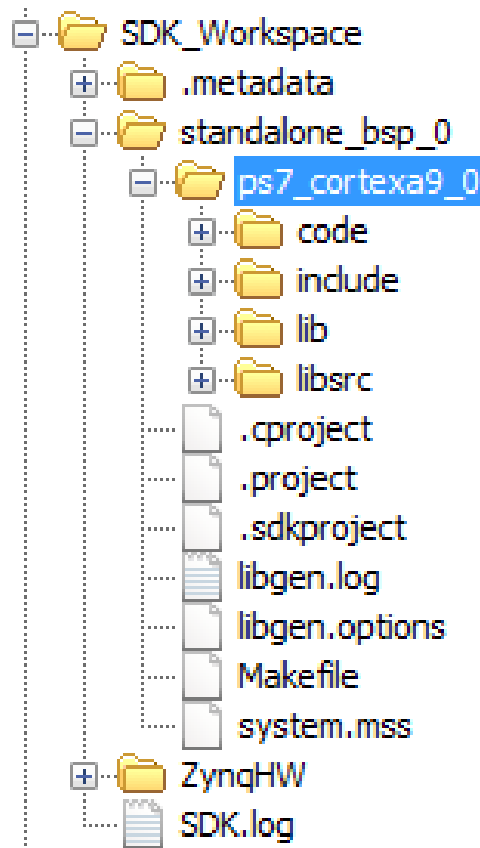 SDK_Workspace
.metadata
standalone_bsp_0
ps7_cortexa9_0
code
include
lib
libsrc
.cproject
.project
.sdkproject
libgen.log
libgen.options
Makefile
system.mss
ZynqHW
SDK.log